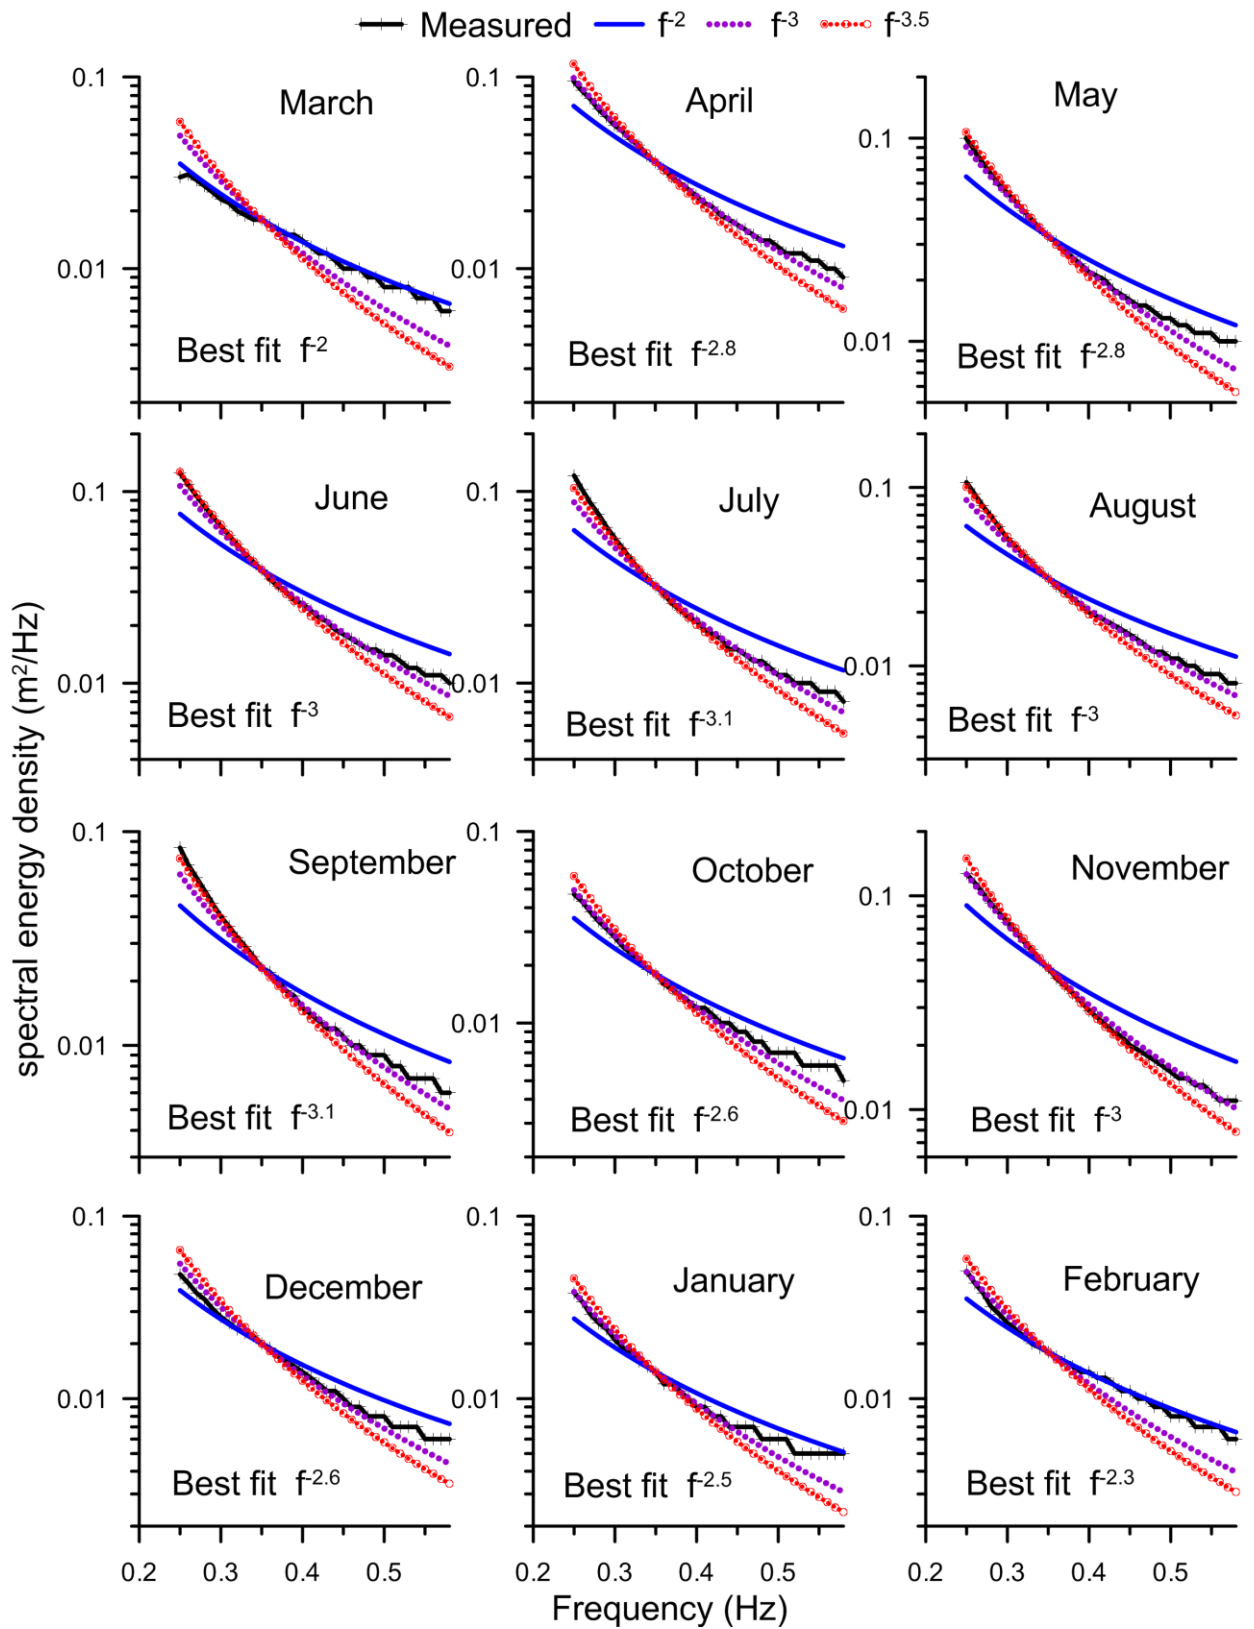 Measured f-2 f-3 f-3.5
0.1 March 0.1 April May
0.1
0.01 0.01
0.01
Best fit f-2 Best fit f-2.8 Best fit f-2.8
0.1 June 0.1 July 0.1 August
0.01 0.01 0.01
Best fit f-3 Best fit f-3.1 Best fit f-3
spectral energy density (m2/Hz)
0.1 September 0.1 October November
0.1
0.01 0.01
0.01
Best fit f-3.1 Best fit f-2.6 Best fit f-3
0.1 December 0.1 January 0.1 February
0.01 0.01 0.01
Best fit f-2.6 Best fit f-2.5 Best fit f-2.3
0.2 0.3 0.4 0.5 0.2 0.3 0.4 0.5 0.2 0.3 0.4 0.5
Frequency (Hz)